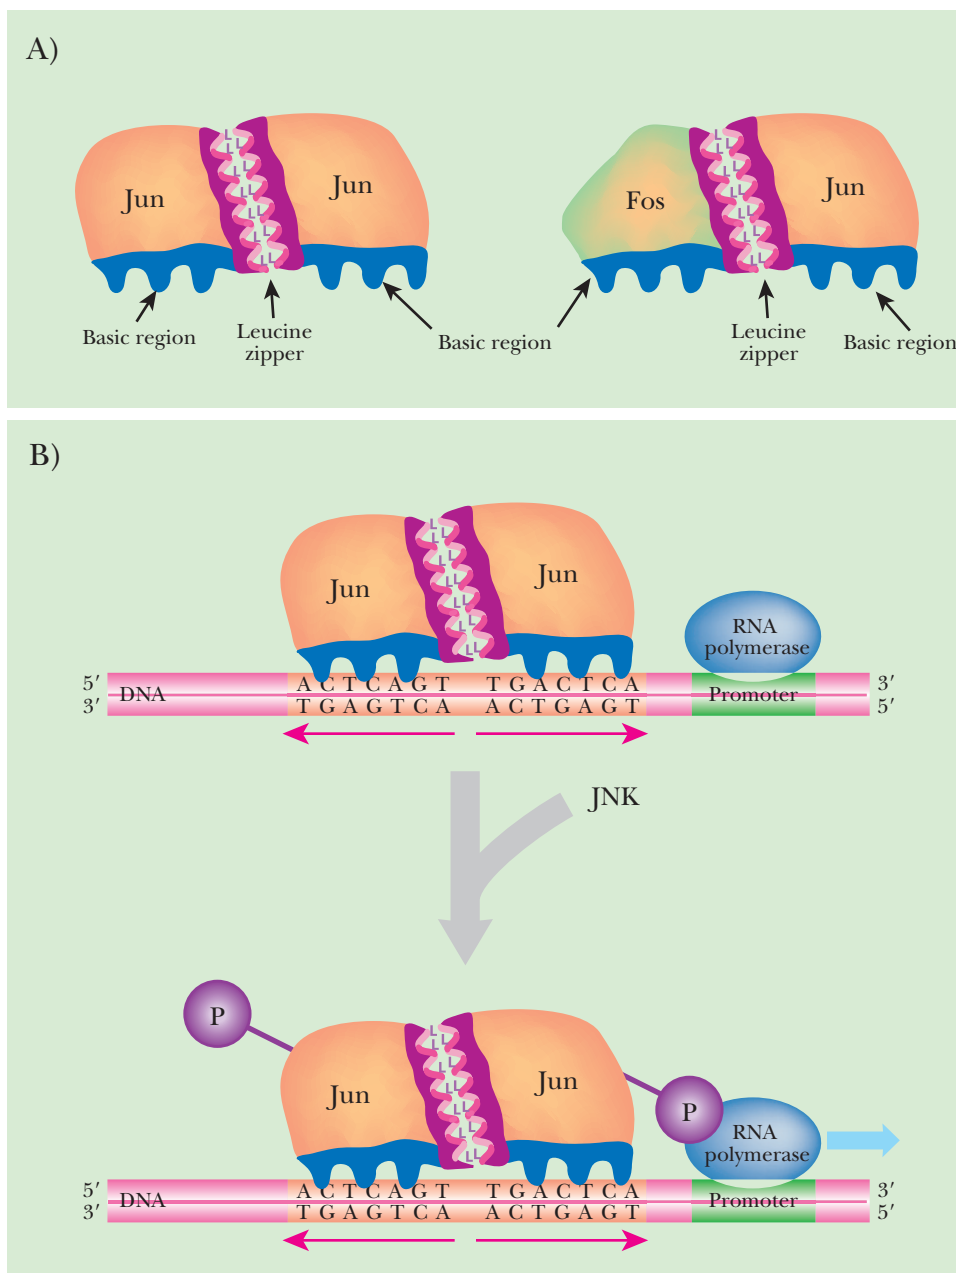 A)
Jun
Jun
Fos
Jun
L L L L L L L L L L L L L
L L L L L L L L L L L L L
Basic region
Leucine
zipper
Basic region
Leucine
zipper
Basic region
B)
Jun
Jun
L L L L L L L L L L L L L
RNA
polymerase
5′ DNA A C T C A G T T G A C T C A Promoter 3′
3′ T G A G T C A A C T G A G T 5′
JNK
P
Jun
Jun
L L L L L L L L L L L L L
P
RNA
polymerase
5′ DNA A C T C A G T T G A C T C A Promoter 3′
3′ T G A G T C A A C T G A G T 5′